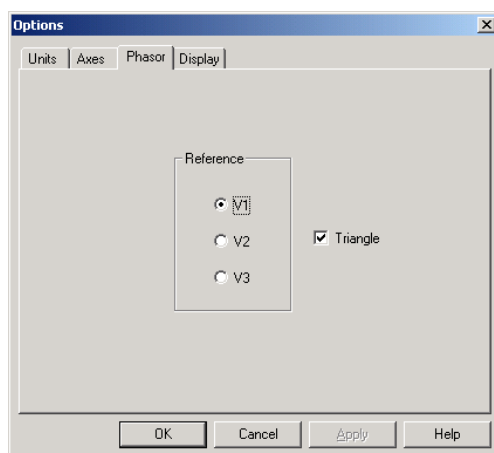 Options
Units Axes Phasor Display
Reference
V1
V2
Triangle
V3
OK Cancel Apply Help